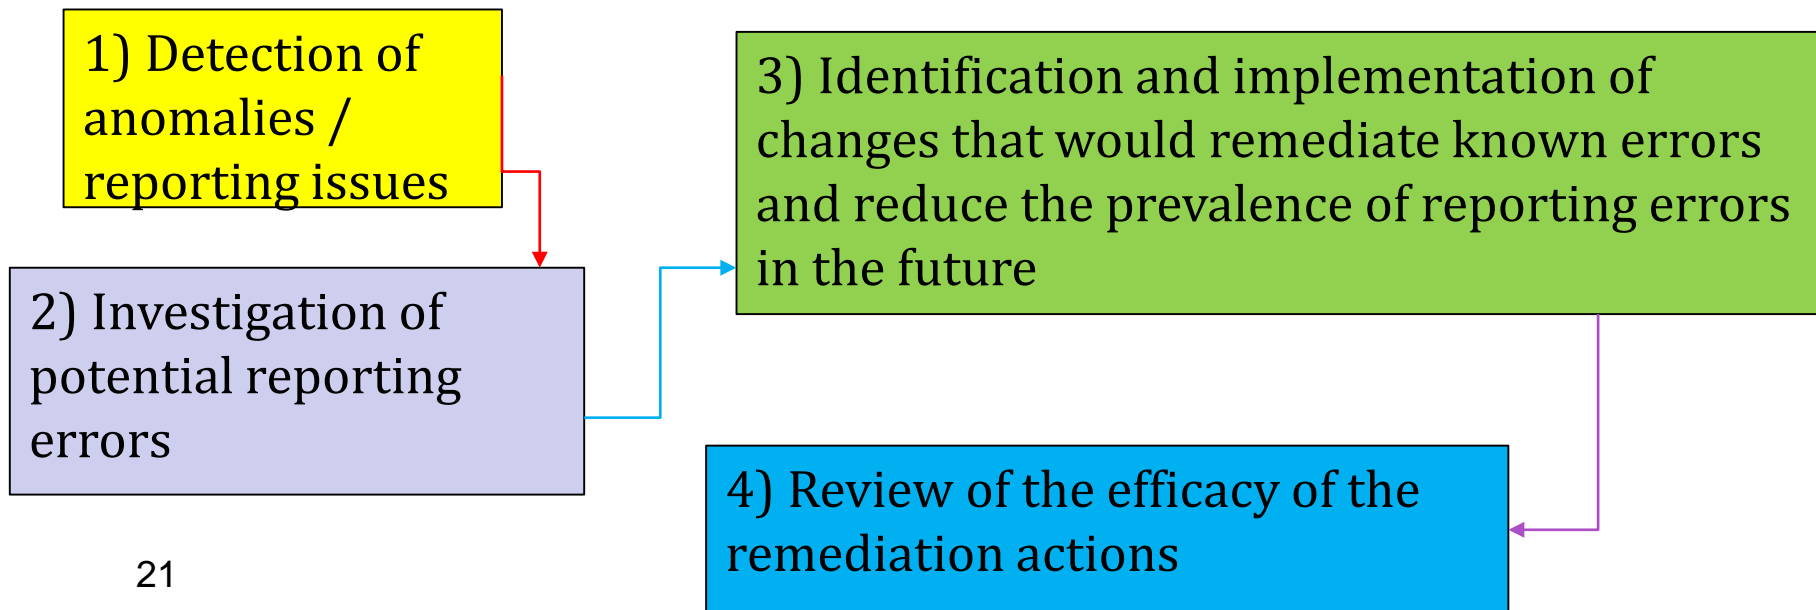 1) Detection of
anomalies /
reporting issues
2) Investigation of
potential reporting
errors
3) Identification and implementation of
changes that would remediate known errors
and reduce the prevalence of reporting errors
in the future
4) Review of the efficacy of the
remediation actions
21